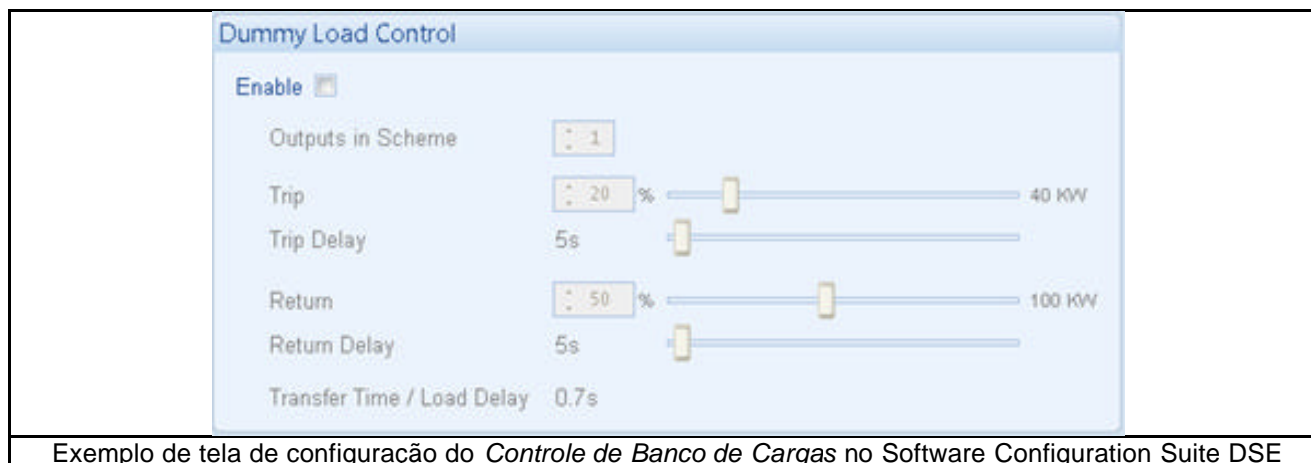 Dummy Load Control
Enable
Outputs in Scheme 1
Trip 20 % 40 KW
Trip Delay 5s
Return 50 % 100 KW
Return Delay 5s
Transfer Time / Load Delay 0.7s
Exemplo de tela de configuração do Controle de Banco de Cargas no Software Configuration Suite DSE